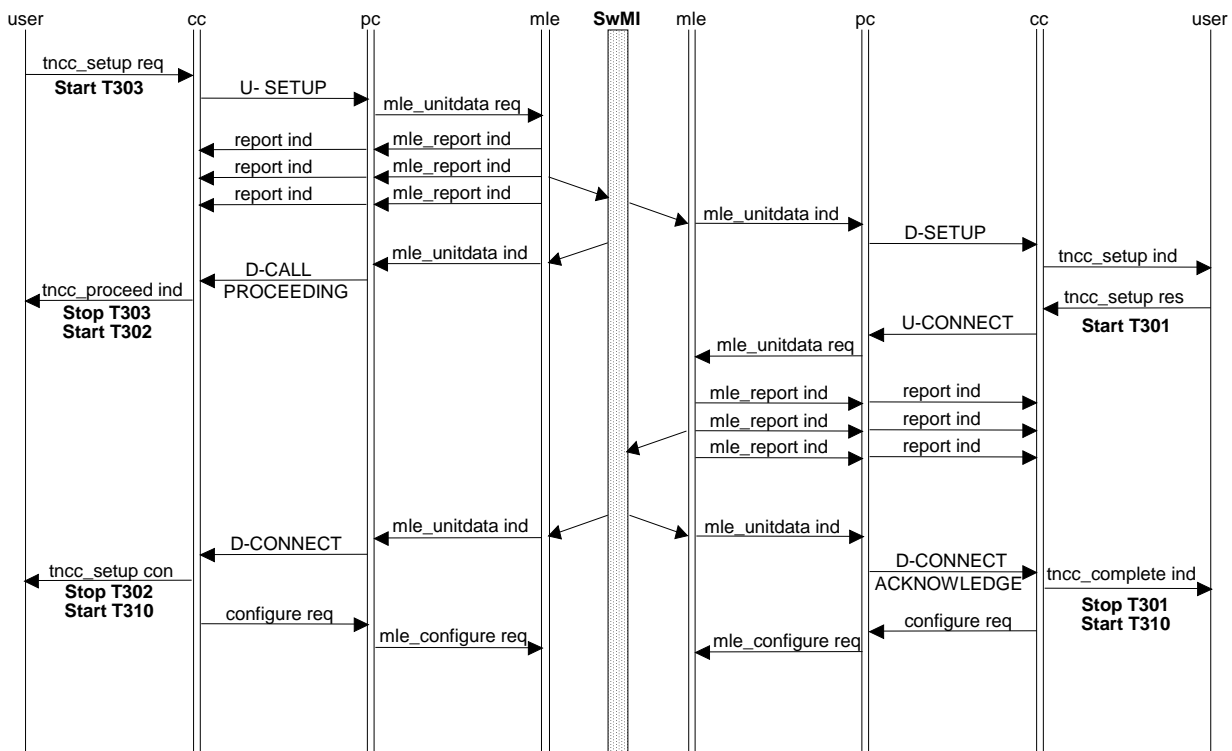 user cc pc mle SwMI mle pc cc user
tncc_setup req
Start T303
U- SETUP
mle_unitdata req
report ind mle_report ind
report ind mle_report ind
report ind mle_report ind
mle_unitdata ind
D-SETUP
mle_unitdata ind
tncc_setup ind
D-CALL
PROCEEDING
tncc_proceed ind
Stop T303
Start T302
tncc_setup res
Start T301
U-CONNECT
mle_unitdata req
mle_report ind report ind
mle_report ind report ind
mle_report ind report ind
mle_unitdata ind mle_unitdata ind
D-CONNECT
D-CONNECT
ACKNOWLEDGE
tncc_setup con
Stop T302
Start T310
tncc_complete ind
Stop T301
Start T310
configure req configure req
mle_configure req mle_configure req